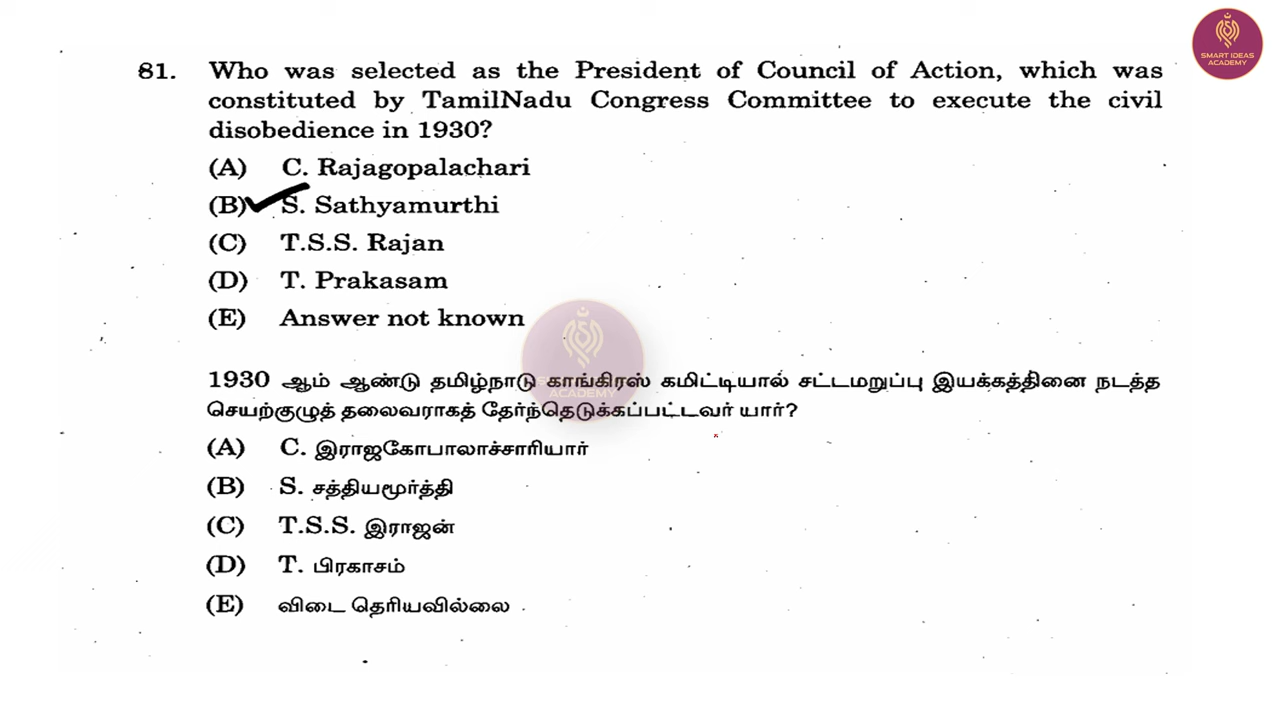 SMART IDEAS
ACADEMY
81. Who was selected as the President of Council of Action, which was
constituted by TamilNadu Congress Committee to execute the civil
disobedience in 1930?
(A) C. Rajagopalachari
(B) S. Sathyamurthi
(C) T.S.S. Rajan
(D) T. Prakasam
(E) Answer not known
1930 ஆம் ஆண்டு தமிழ்நாடு காங்கிரஸ் கமிட்டியால் சட்டமறுப்பு இயக்கத்தினை நடத்த
செயற்குழுத் தலைவராகத் தேர்ந்தெடுக்கப்பட்டவர் யார்?
(A) C. இராஜகோபாலாச்சாரியார்
(B) S. சத்தியமூர்த்தி
(C) T.S.S. இராஜன்
(D) T. பிரகாசம்
(E) விடை தெரியவில்லை